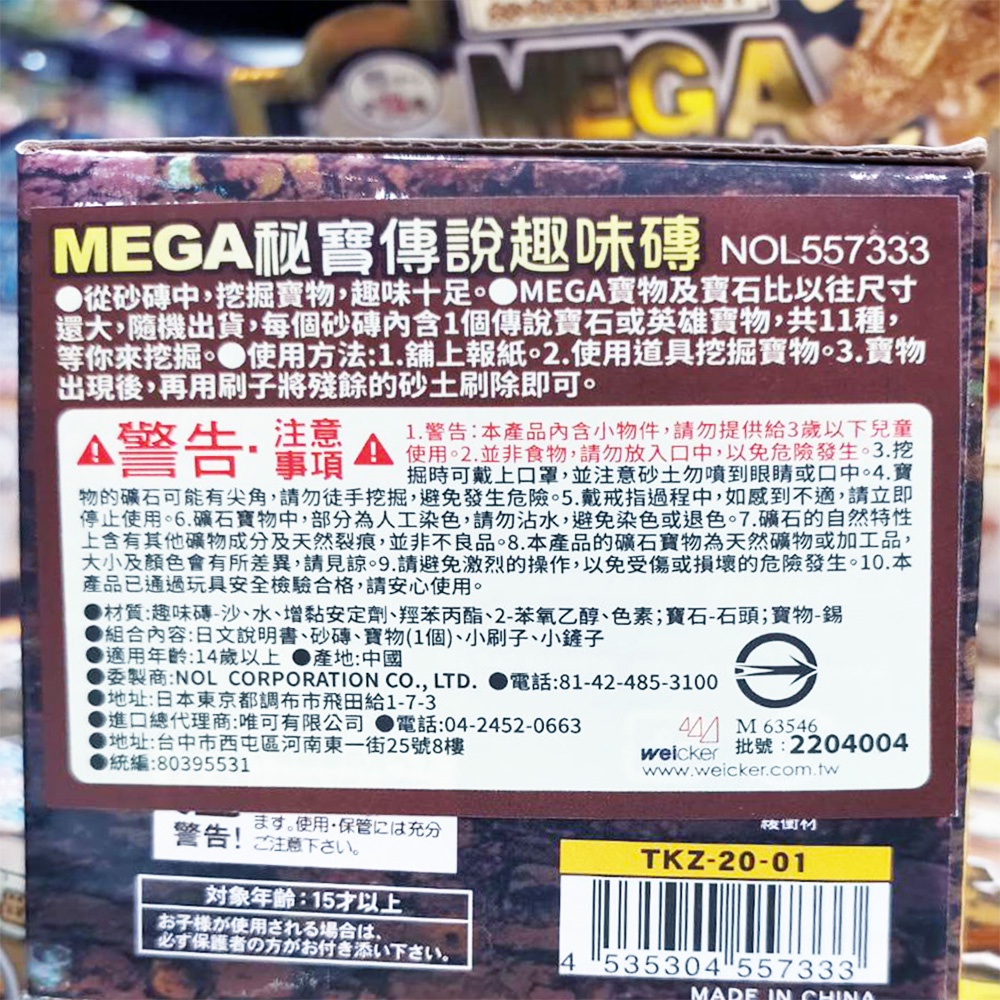 MEGA
MEGA秘寶傳說趣味磚 NOL557333
●從砂磚中,挖掘寶物,趣味十足。●MEGA寶物及寶石比以往尺寸
還大,隨機出貨,每個砂磚內含1個傳說寶石或英雄寶物,共11種,
等你來挖掘。●使用方法:1.舖上報紙。2.使用道具挖掘寶物。3.寶物
出現後,再用刷子將殘餘的砂土刷除即可。
警告·注意事項
1.警告:本產品內含小物件,請勿提供給3歲以下兒童
使用。2.並非食物,請勿放入口中,以免危險發生。3.挖
掘時可戴上口罩,並注意砂土勿噴到眼睛或口中。4.寶
物的礦石可能有尖角,請勿徒手挖掘,避免發生危險。5.戴戒指過程中,如感到不適,請立即
停止使用。6.礦石寶物中,部分為人工染色,請勿沾水,避免染色或退色。7.礦石的自然特性
上含有其他礦物成分及天然裂痕,並非不良品。8.本產品的礦石寶物為天然礦物或加工品,
大小及顏色會有所差異,請見諒。9.請避免激烈的操作,以免受傷或損壞的危險發生。10.本
產品已通過玩具安全檢驗合格,請安心使用。
●材質:趣味磚-沙、水、增黏安定劑、羥苯丙酯、2-苯氧乙醇、色素;寶石-石頭;寶物-錫
●組合內容:日文說明書、砂磚、寶物(1個)、小刷子、小鏟子
●適用年齡:14歲以上 ●產地:中國
●委製商:NOL CORPORATION CO., LTD. ●電話:81-42-485-3100
●地址:日本東京都調布市飛田給1-7-3
●進口總代理商:唯可有限公司 ●電話:04-2452-0663
●地址:台中市西屯區河南東一街25號8樓
●統編:80395531
M 63546
weicker 批號:2204004
www.weicker.com.tw
警告!
ます。使用・保管には充分
ご注意下さい。
緩衝材
対象年齢:15才以上
お子様が使用される場合は、
必ず保護者の方がお付き添い下さい。
TKZ-20-01
4 535304 557333
MADE IN CHINA